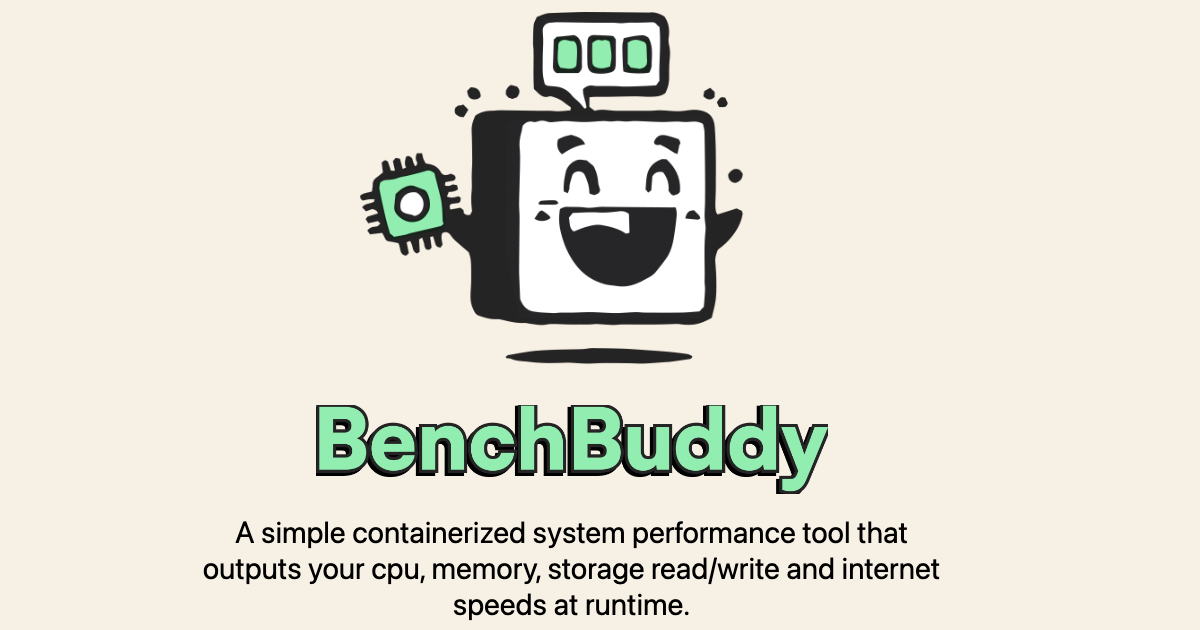 BenchBuddy
A simple containerized system performance tool that
outputs your cpu, memory, storage read/write and internet
speeds at runtime.